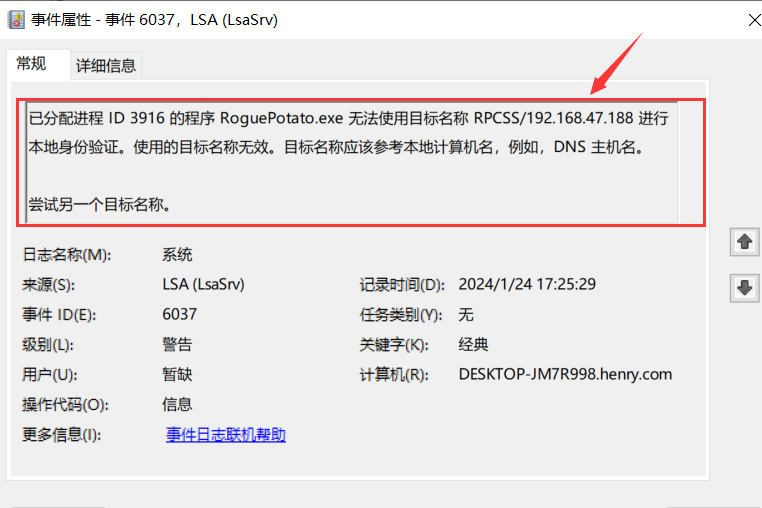 事件属性 - 事件 6037，LSA (LsaSrv)
常规
详细信息
已分配进程 ID 3916 的程序 RoguePotato.exe 无法使用目标名称 RPCSS/192.168.47.188 进行
本地身份验证。使用的目标名称无效。目标名称应该参考本地计算机名，例如，DNS 主机名。
尝试另一个目标名称。
日志名称(M): 系统
来源(S): LSA (LsaSrv) 记录时间(D): 2024/1/24 17:25:29
事件 ID(E): 6037 任务类别(Y): 无
级别(L): 警告 关键字(K): 经典
用户(U): 暂缺 计算机(R): DESKTOP-JM7R998.henry.com
操作代码(O): 信息
更多信息(I): 事件日志联机帮助